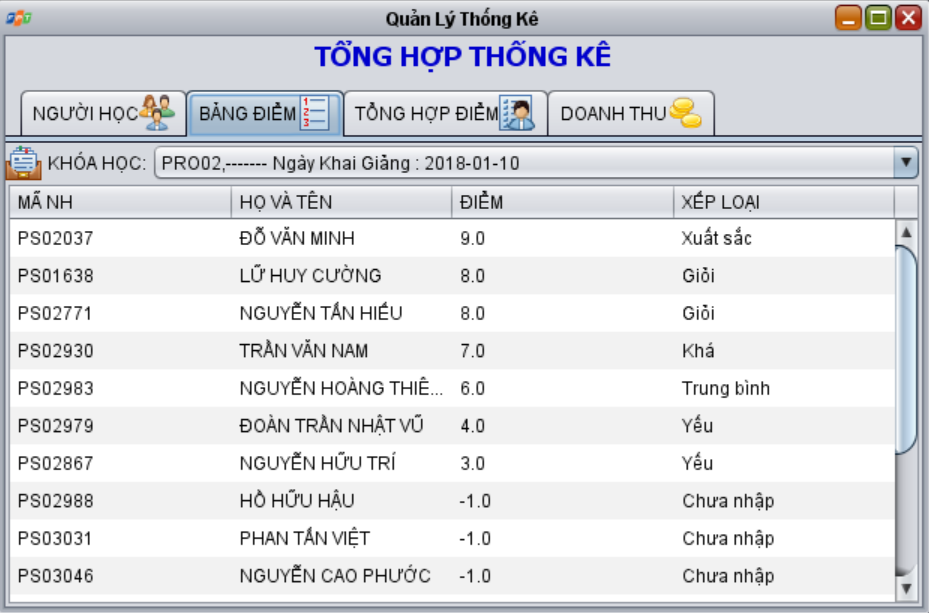 Quản Lý Thống Kê
TỔNG HỢP THỐNG KÊ
NGƯỜI HỌC BẢNG ĐIỂM TỔNG HỢP ĐIỂM DOANH THU
KHÓA HỌC: PRO02,------- Ngày Khai Giảng : 2018-01-10
MÃ NH HỌ VÀ TÊN ĐIỂM XẾP LOẠI
PS02037 ĐỖ VĂN MINH 9.0 Xuất sắc
PS01638 LỮ HUY CƯỜNG 8.0 Giỏi
PS02771 NGUYỄN TẤN HIẾU 8.0 Giỏi
PS02930 TRẦN VĂN NAM 7.0 Khá
PS02983 NGUYỄN HOÀNG THIÊ... 6.0 Trung bình
PS02979 ĐOÀN TRẦN NHẬT VŨ 4.0 Yếu
PS02867 NGUYỄN HỮU TRÍ 3.0 Yếu
PS02988 HỒ HỮU HẬU -1.0 Chưa nhập
PS03031 PHAN TẤN VIỆT -1.0 Chưa nhập
PS03046 NGUYỄN CAO PHƯỚC -1.0 Chưa nhập